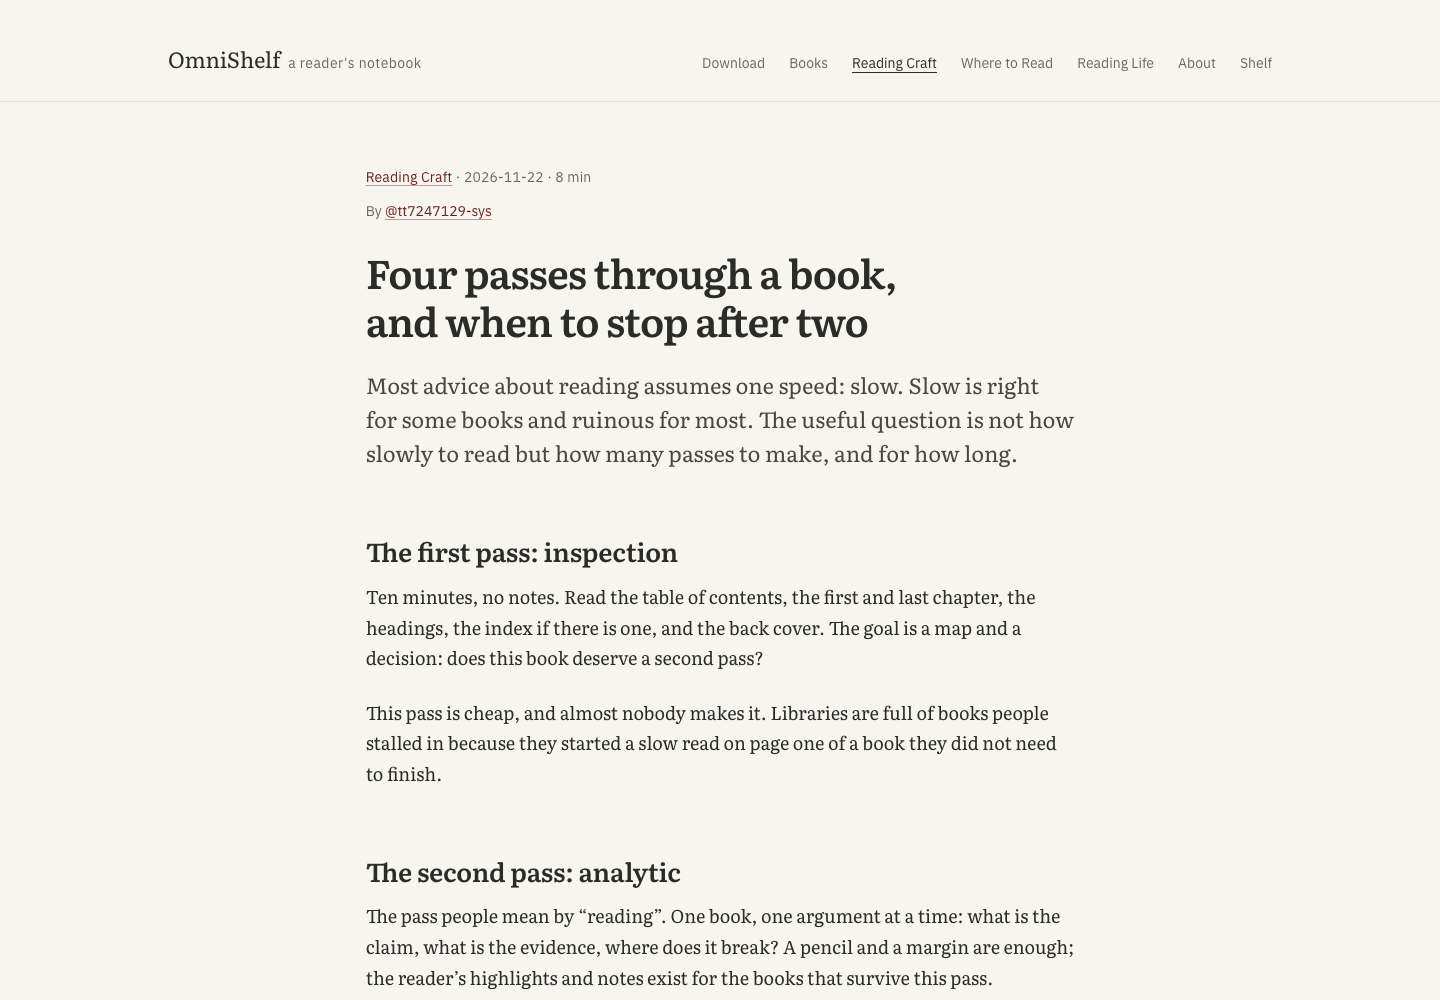 OmniShelf a reader's notebook
Download Books Reading Craft Where to Read Reading Life About Shelf
Reading Craft · 2026-11-22 · 8 min
By @tt7247129-sys
Four passes through a book,
and when to stop after two
Most advice about reading assumes one speed: slow. Slow is right
for some books and ruinous for most. The useful question is not how
slowly to read but how many passes to make, and for how long.
The first pass: inspection
Ten minutes, no notes. Read the table of contents, the first and last chapter, the
headings, the index if there is one, and the back cover. The goal is a map and a
decision: does this book deserve a second pass?
This pass is cheap, and almost nobody makes it. Libraries are full of books people
stalled in because they started a slow read on page one of a book they did not need
to finish.
The second pass: analytic
The pass people mean by “reading”. One book, one argument at a time: what is the
claim, what is the evidence, where does it break? A pencil and a margin are enough;
the reader’s highlights and notes exist for the books that survive this pass.